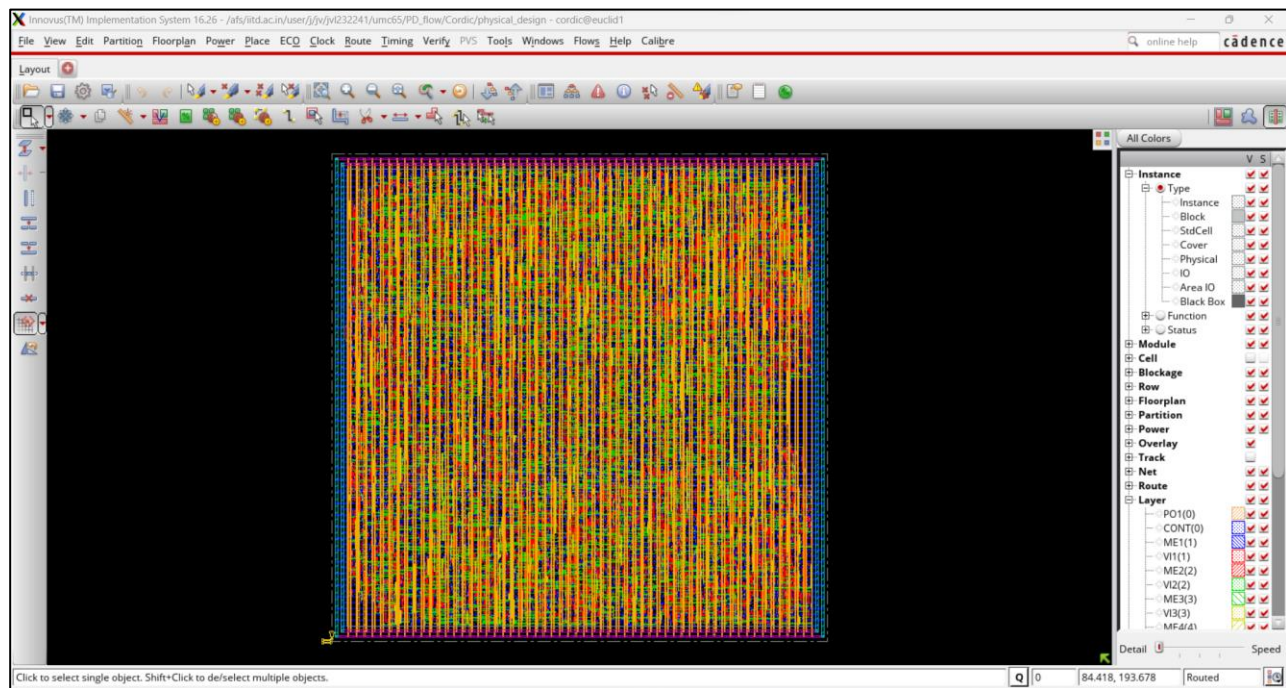 Innovus(TM) Implementation System 16.26 - /afs/iitd.ac.in/user/j/jv/jvl232241/umc65/PD_flow/Cordic/physical_design - cordic@euclid1
File View Edit Partition Floorplan Power Place ECO Clock Route Timing Verify PVS Tools Windows Flows Help Calibre
online help
cādence
Layout
All Colors
V S
Instance
Type
Instance
Block
StdCell
Cover
Physical
IO
Area IO
Black Box
Function
Status
Module
Cell
Blockage
Row
Floorplan
Partition
Power
Overlay
Track
Net
Route
Layer
PO1(0)
CONT(0)
ME1(1)
VI1(1)
ME2(2)
VI2(2)
ME3(3)
VI3(3)
ME4(4)
Detail Speed
Click to select single object. Shift+Click to de/select multiple objects.
Q 0 84.418, 193.678 Routed